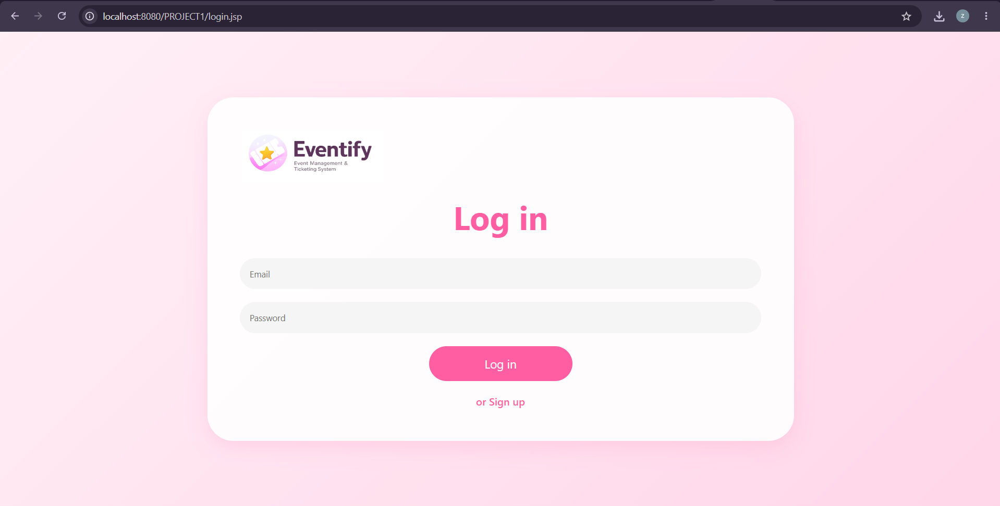 localhost:8080/PROJECT1/login.jsp
z
Eventify
Event Management &
Ticketing System
Log in
Email
Password
Log in
or Sign up